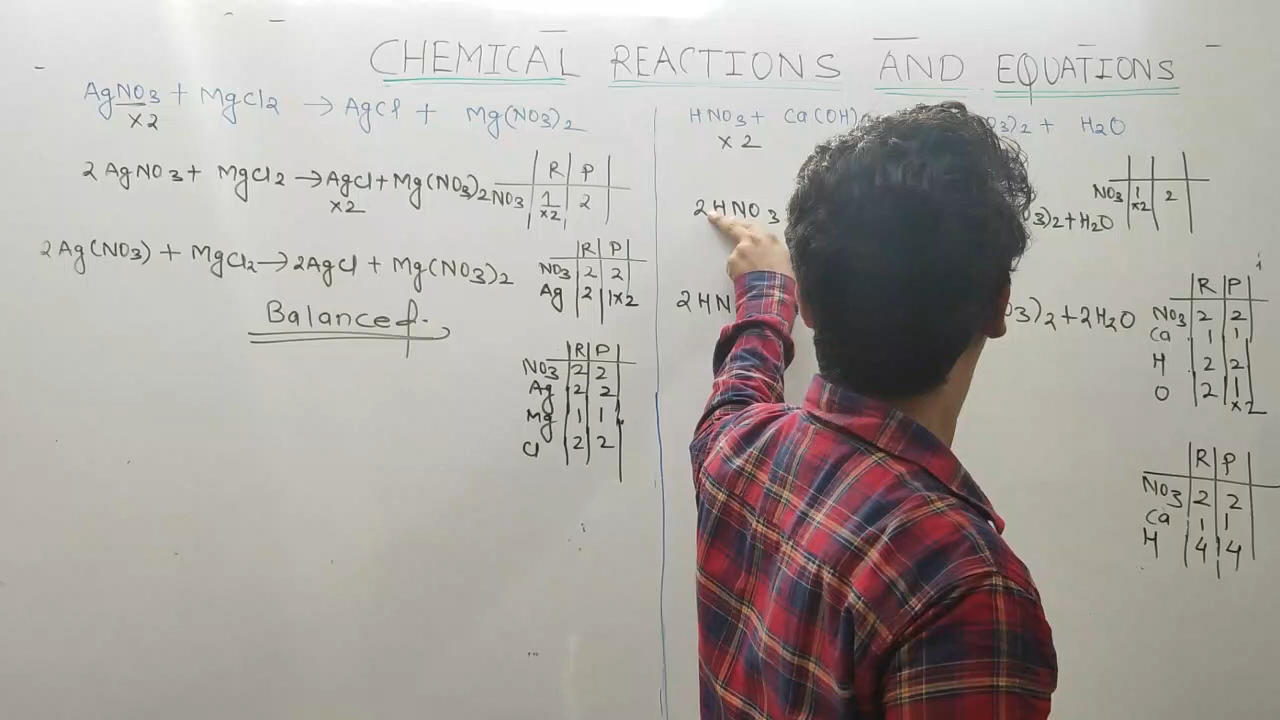 CHEMICAL REACTIONS AND EQUATIONS
AgNO3 + MgCl2 → AgCl + Mg(NO3)2
×2
2AgNO3 + MgCl2 → AgCl + Mg(NO3)2
×2
R P
NO3 1 2
×2
2Ag(NO3) + MgCl2 → 2AgCl + Mg(NO3)2
R P
NO3 2 2
Ag 2 1×2
Balanced.
R P
NO3 2 2
Ag 2 2
Mg 1 1
Cl 2 2
HNO3 + Ca(OH) O3)2 + H2O
×2
2HNO3 O3)2 + H2O
NO3 1 2
×2
2HN O3)2 + 2H2O
R P
NO3 2 2
Ca 1 1
H 2 2
O 2 1
×2
R P
NO3 2 2
Ca 1 1
H 4 4